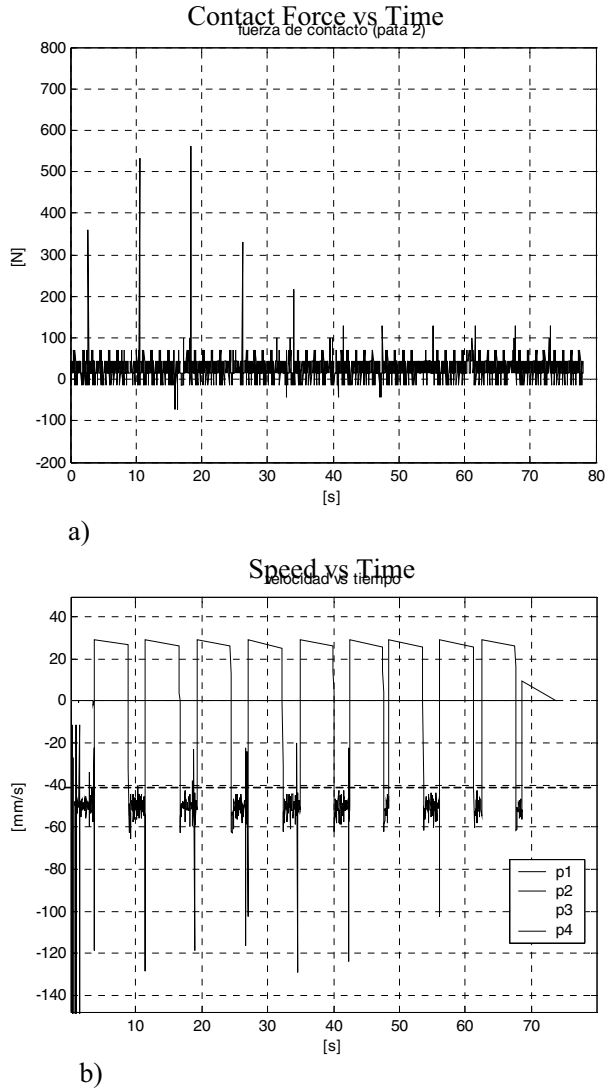 Contact Force vs Time
fuerza de contacto (pata 2)
800
700
600
500
400
300
200
100
0
-100
-200
[N]
0 10 20 30 40 50 60 70 80
[s]
a)
Speed vs Time
velocidad vs tiempo
40
20
0
-20
-40
-60
-80
-100
-120
-140
[mm/s]
p1
p2
p3
p4
10 20 30 40 50 60 70
[s]
b)